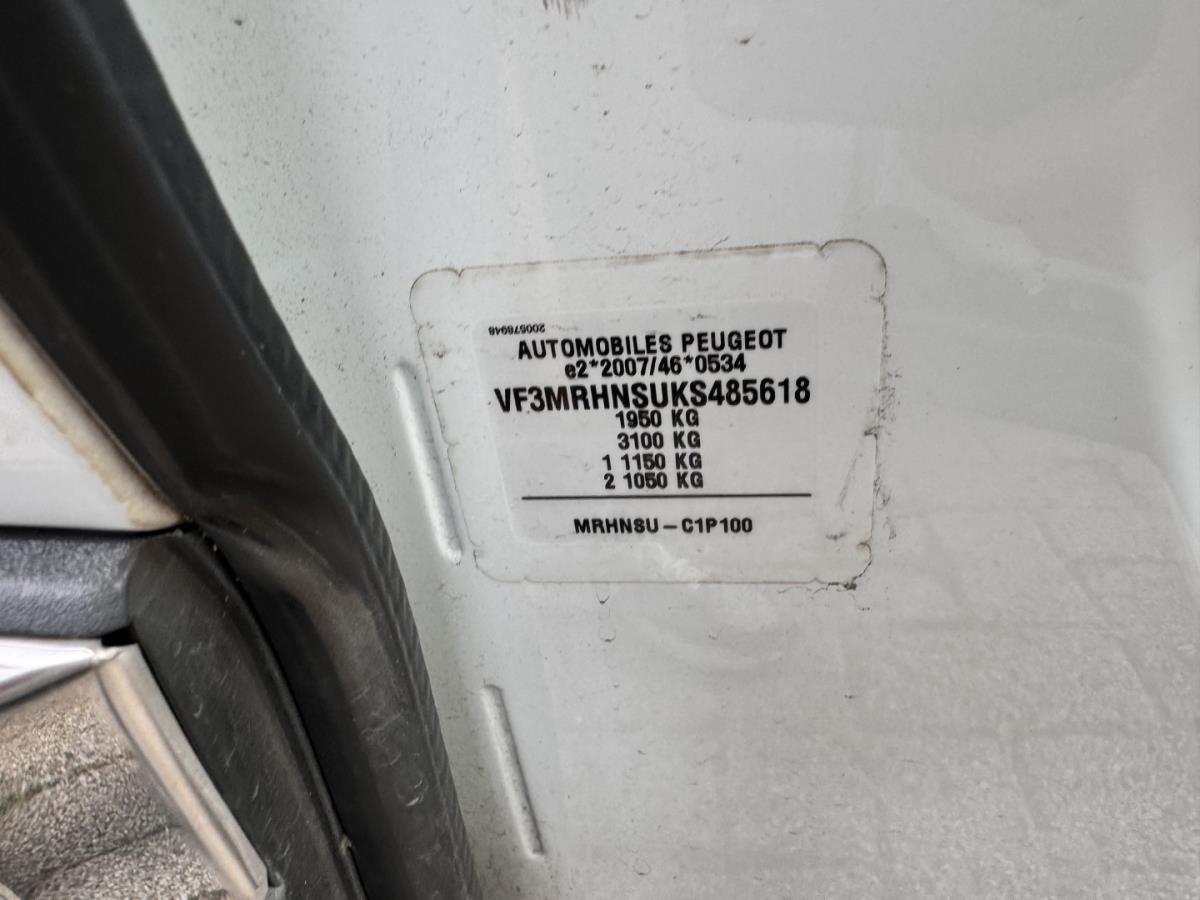 200576948
AUTOMOBILES PEUGEOT
e2*2007/46*0534
VF3MRHNSUKS485618
1950 KG
3100 KG
1 1150 KG
2 1050 KG
MRHNSU-C1P100